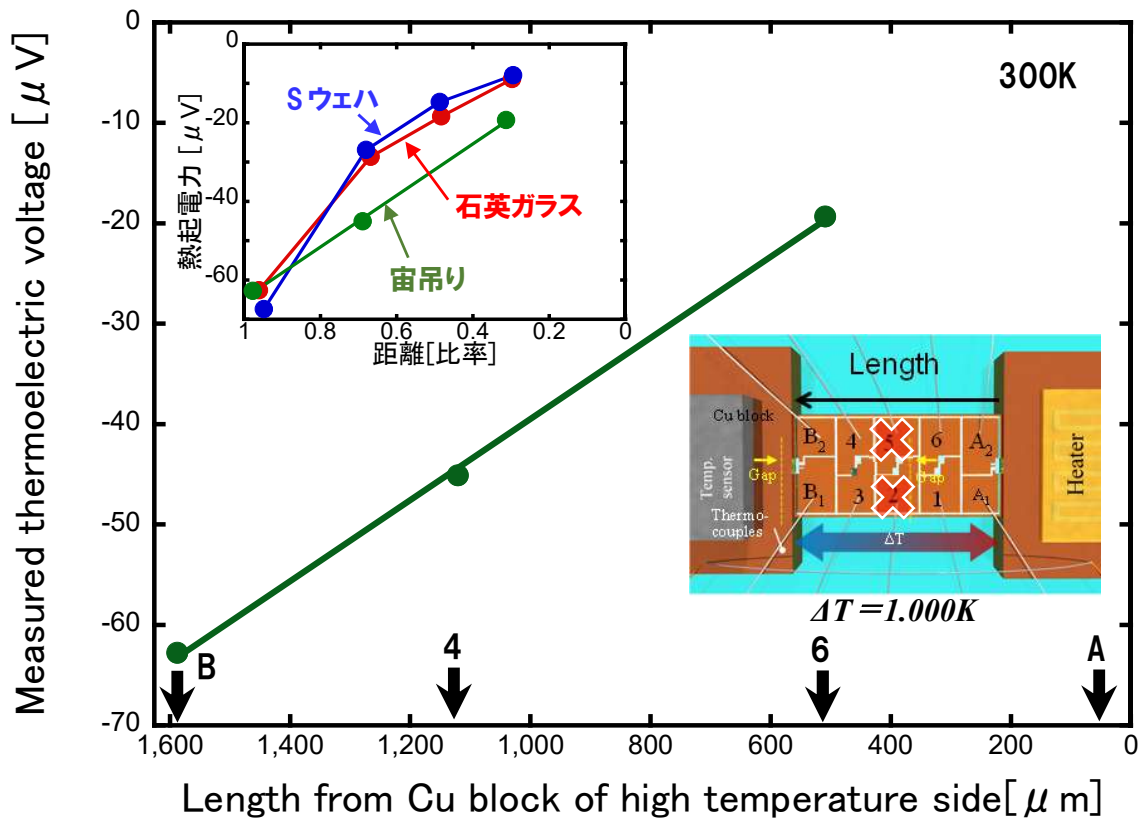 Measured thermoelectric voltage [μV]
0
-10
-20
-30
-40
-50
-60
-70
300K
熱起電力 [μV]
0
-20
-40
-60
S ウェハ
石英ガラス
宙吊り
1
0.8
0.6
0.4
0.2
0
距離[比率]
Length
Cu block
Temp. sensor
Heater
B2 4 5 6 A2
Gap
Gap
B1 3 2 1 A1
Thermo-
couples
ΔT
ΔT=1.000K
B
4
6
A
1,600
1,400
1,200
1,000
800
600
400
200
0
Length from Cu block of high temperature side[μm]